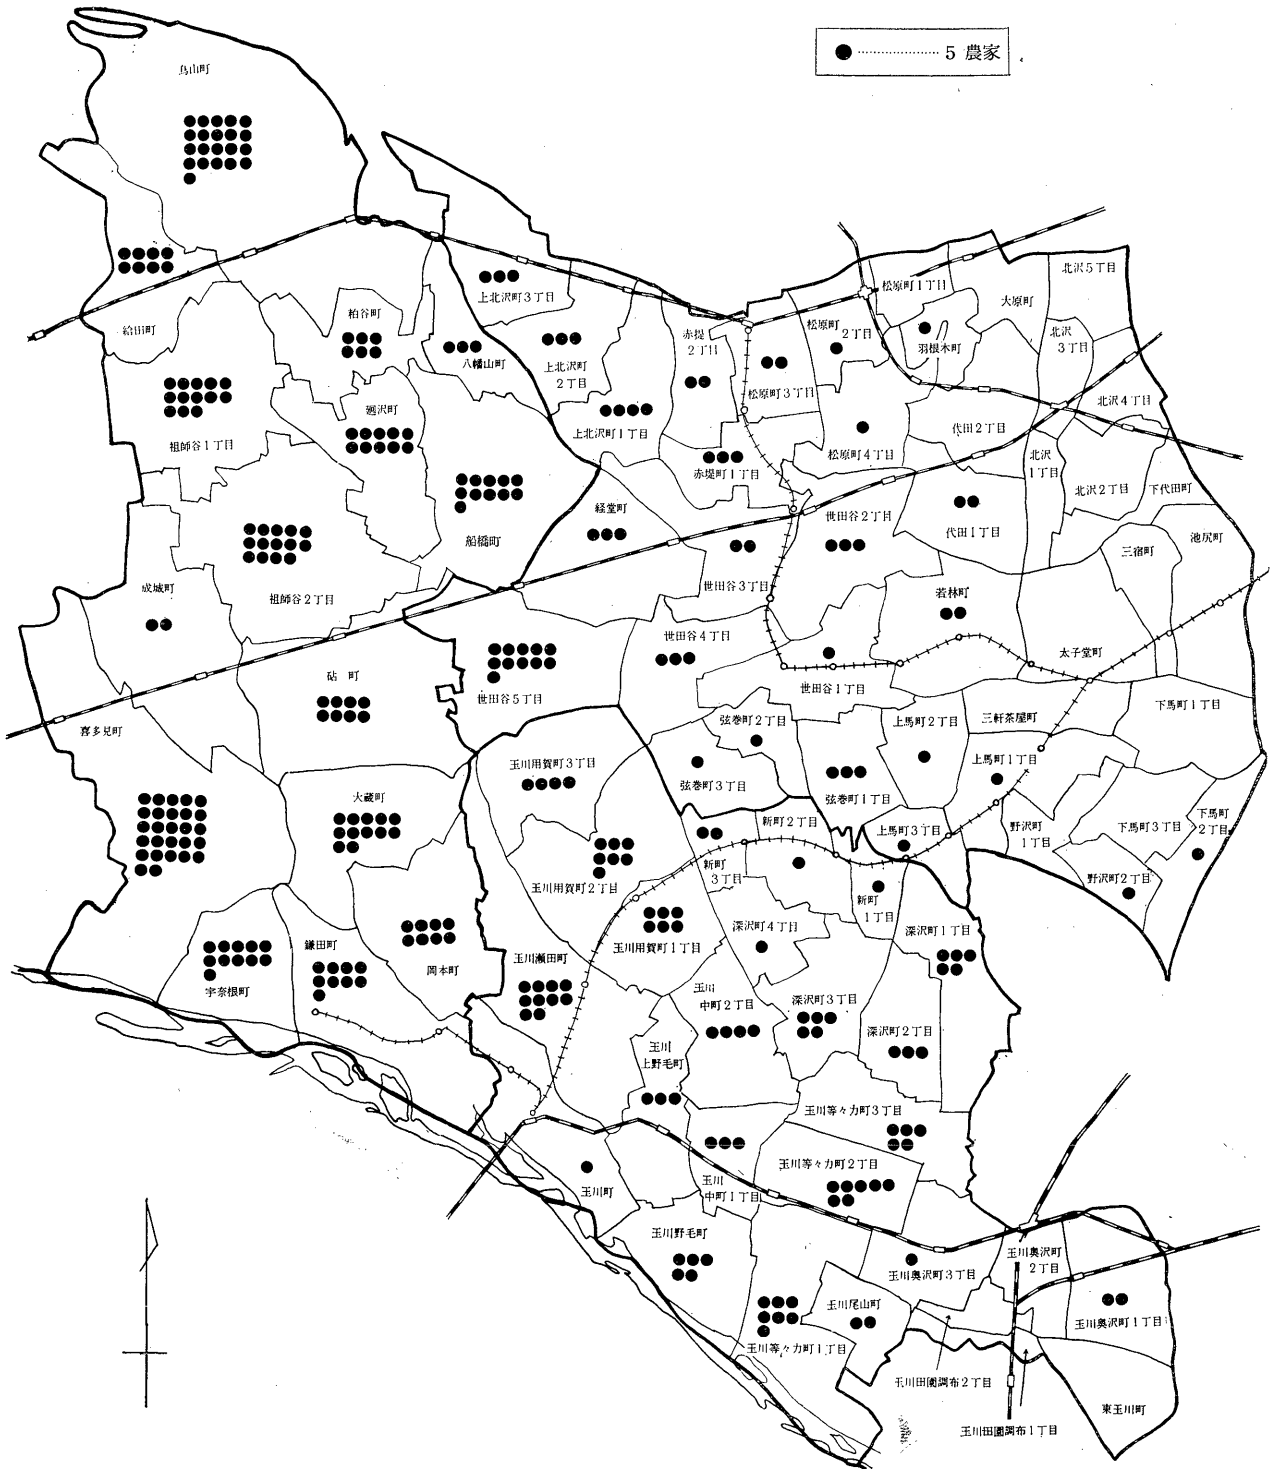 5 農家
烏山町
給田町
粕谷町
八幡山町
上北沢町3丁目
上北沢町
2丁目
上北沢町1丁目
赤堤
2丁目
赤堤町1丁目
松原町1丁目
松原町
2丁目
松原町3丁目
松原町4丁目
羽根木町
大原町
北沢5丁目
北沢
3丁目
北沢4丁目
代田2丁目
北沢
1丁目
北沢2丁目
下代田町
代田1丁目
三宿町
池尻町
祖師谷1丁目
廻沢町
船橋町
経堂町
世田谷2丁目
世田谷3丁目
若林町
太子堂町
成城町
祖師谷2丁目
世田谷4丁目
世田谷1丁目
砧 町
世田谷5丁目
喜多見町
弦巻町2丁目
上馬町2丁目
三軒茶屋町
下馬町1丁目
玉川用賀町3丁目
弦巻町3丁目
弦巻町1丁目
上馬町1丁目
大蔵町
新町2丁目
上馬町3丁目
野沢町
1丁目
下馬町3丁目
下馬町
2丁目
玉川用賀町2丁目
新町
3丁目
新町
1丁目
野沢町2丁目
宇奈根町
鎌田町
岡本町
玉川瀬田町
玉川用賀町1丁目
深沢町4丁目
深沢町1丁目
玉川
中町2丁目
深沢町3丁目
深沢町2丁目
玉川
上野毛町
玉川等々力町3丁目
玉川等々力町2丁目
玉川町
玉川
中町1丁目
玉川野毛町
玉川奥沢町3丁目
玉川奥沢町
2丁目
玉川尾山町
玉川奥沢町1丁目
玉川等々力町1丁目
玉川田園調布2丁目
東玉川町
玉川田園調布1丁目